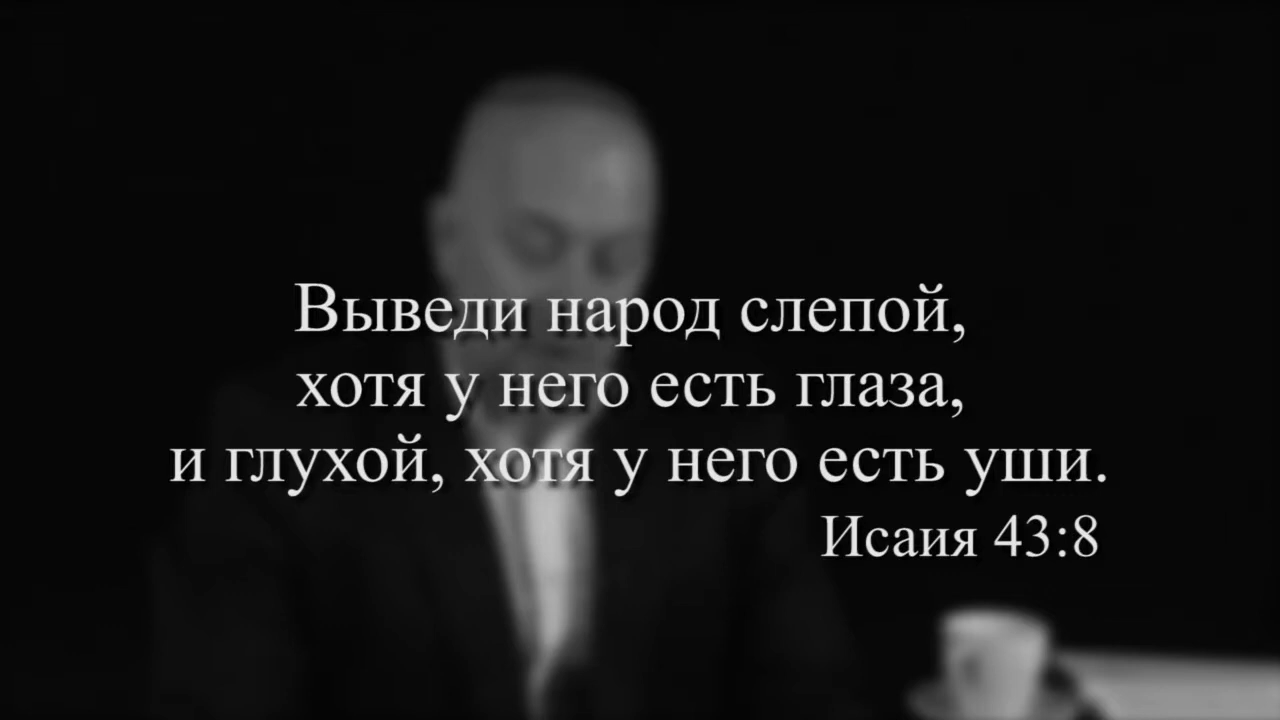 Выведи народ слепой,
хотя у него есть глаза,
и глухой, хотя у него есть уши.
Исаия 43:8